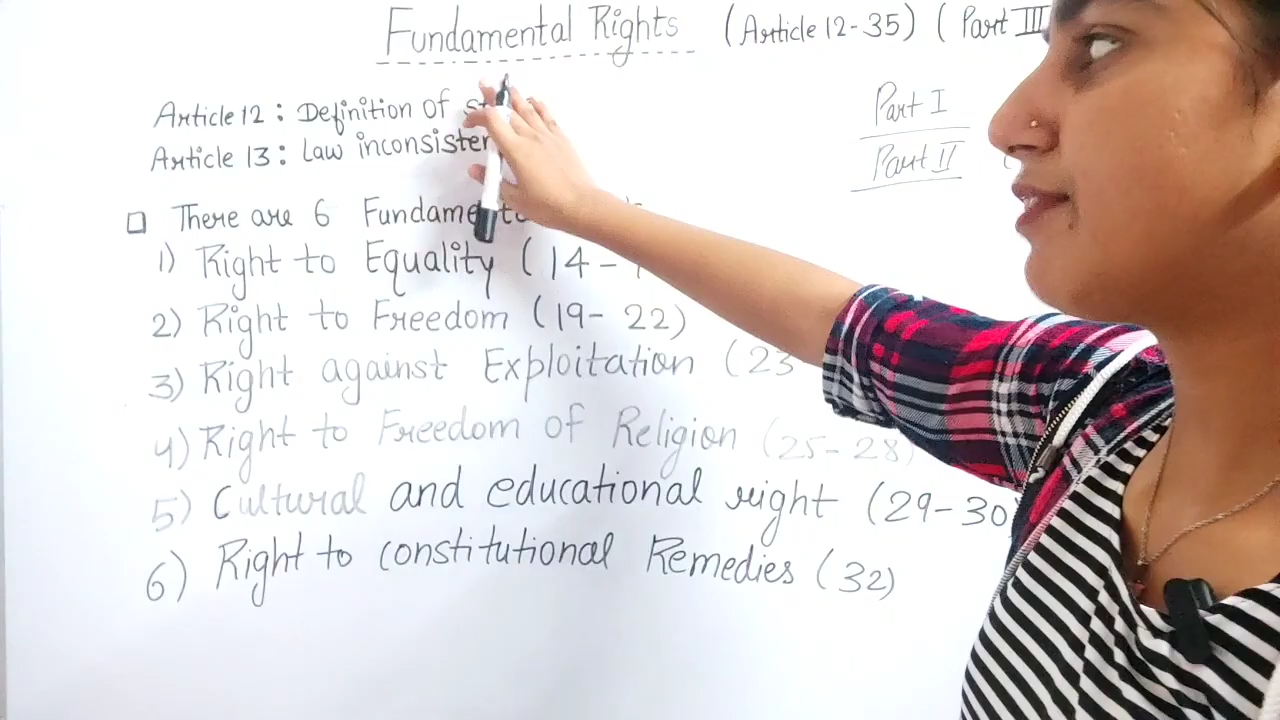 Fundamental Rights (Article 12-35) (Part III
Article 12 : Definition of
Article 13 : Law
Part I
Part II
There are 6
1) Right to Equality (14 -
2) Right to Freedom (19- 22)
3) Right against Exploitation (23
4) Right to Freedom of Religion (25- 28)
5) Cultural and educational right (29-30
6) Right to constitutional Remedies (32)